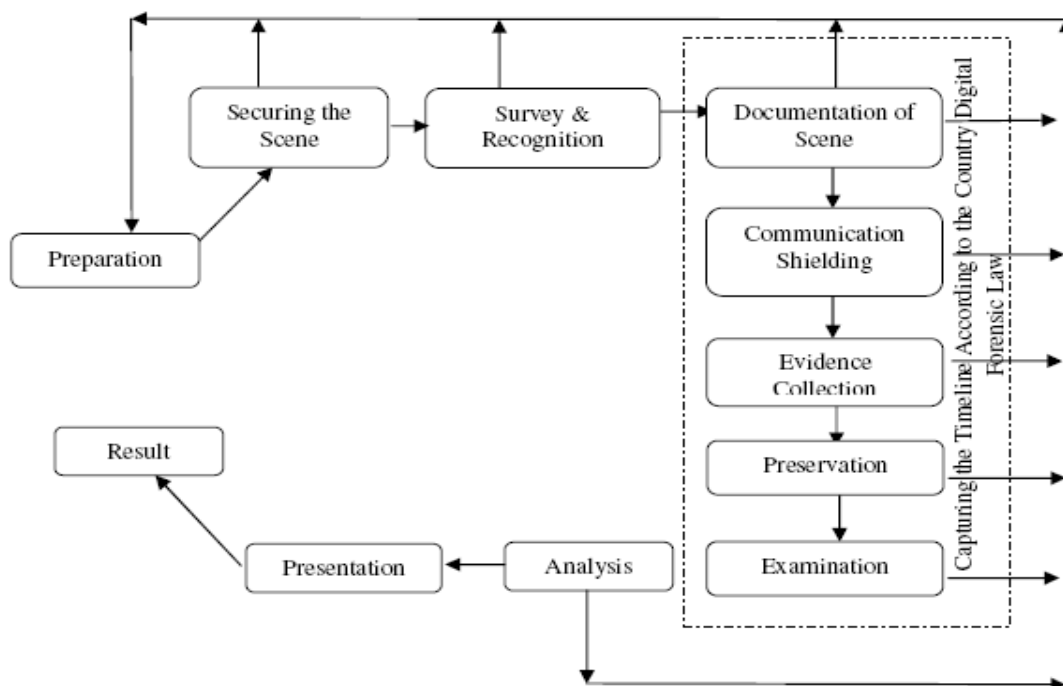 Securing the
Scene
Survey &
Recognition
Documentation of
Scene
Preparation
Communication
Shielding
Evidence
Collection
Preservation
Examination
Capturing the Timeline According to the Country Digital
Forensic Law
Analysis
Presentation
Result